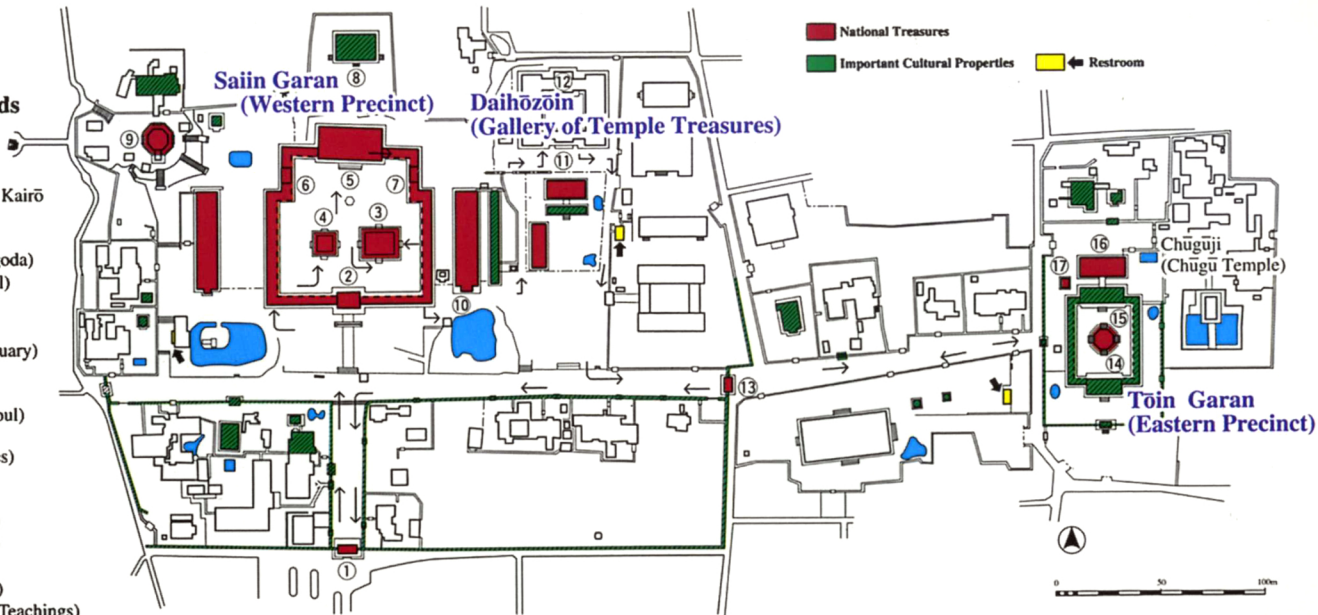 National Treasures
Important Cultural Properties
Restroom
Saiin Garan
(Western Precinct)
Daihōzōin
(Gallery of Temple Treasures)
ds
Kairō
oda)
l)
uary)
oul)
es)
)
Teachings)
⑧
⑫
⑨
⑪
⑥
⑤
⑦
④
③
②
⑩
⑬
①
⑯
⑰
⑮
⑭
Chūgūji
(Chūgū Temple)
Tōin Garan
(Eastern Precinct)
0
50
100m